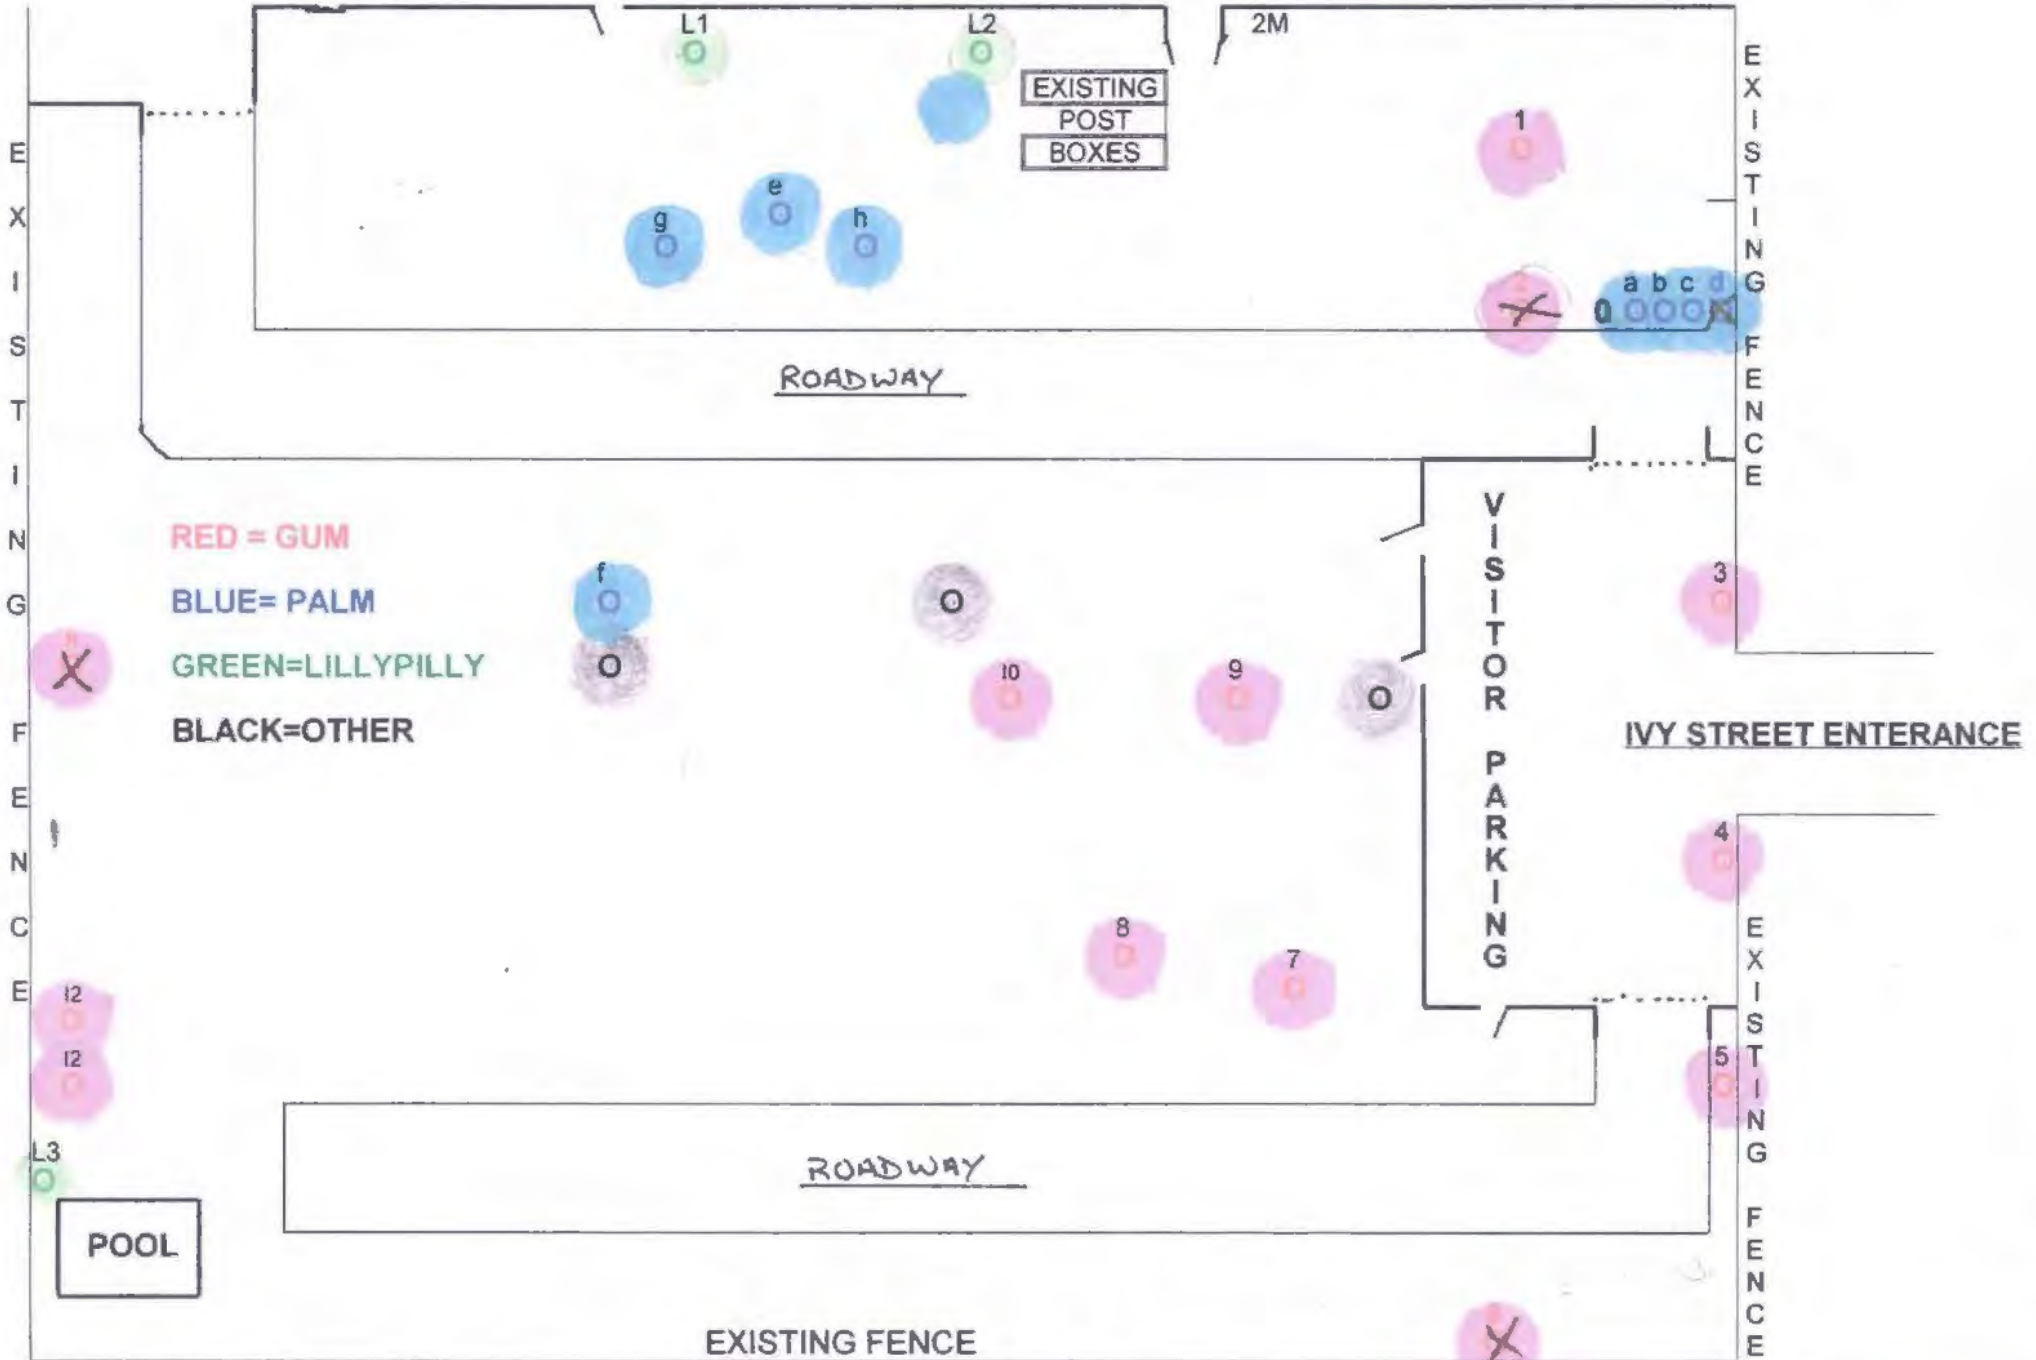 L1
L2
2M
EXISTING
POST
BOXES
1
e
g
h
a b c d
EXISTING FENCE
ROADWAY
EXISTING FENCE
VISITOR PARKING
RED = GUM
BLUE= PALM
GREEN=LILLYPILLY
BLACK=OTHER
f
O
O
O
3
10
9
IVY STREET ENTERANCE
4
8
7
12
12
5
EXISTING FENCE
L3
ROADWAY
POOL
EXISTING FENCE